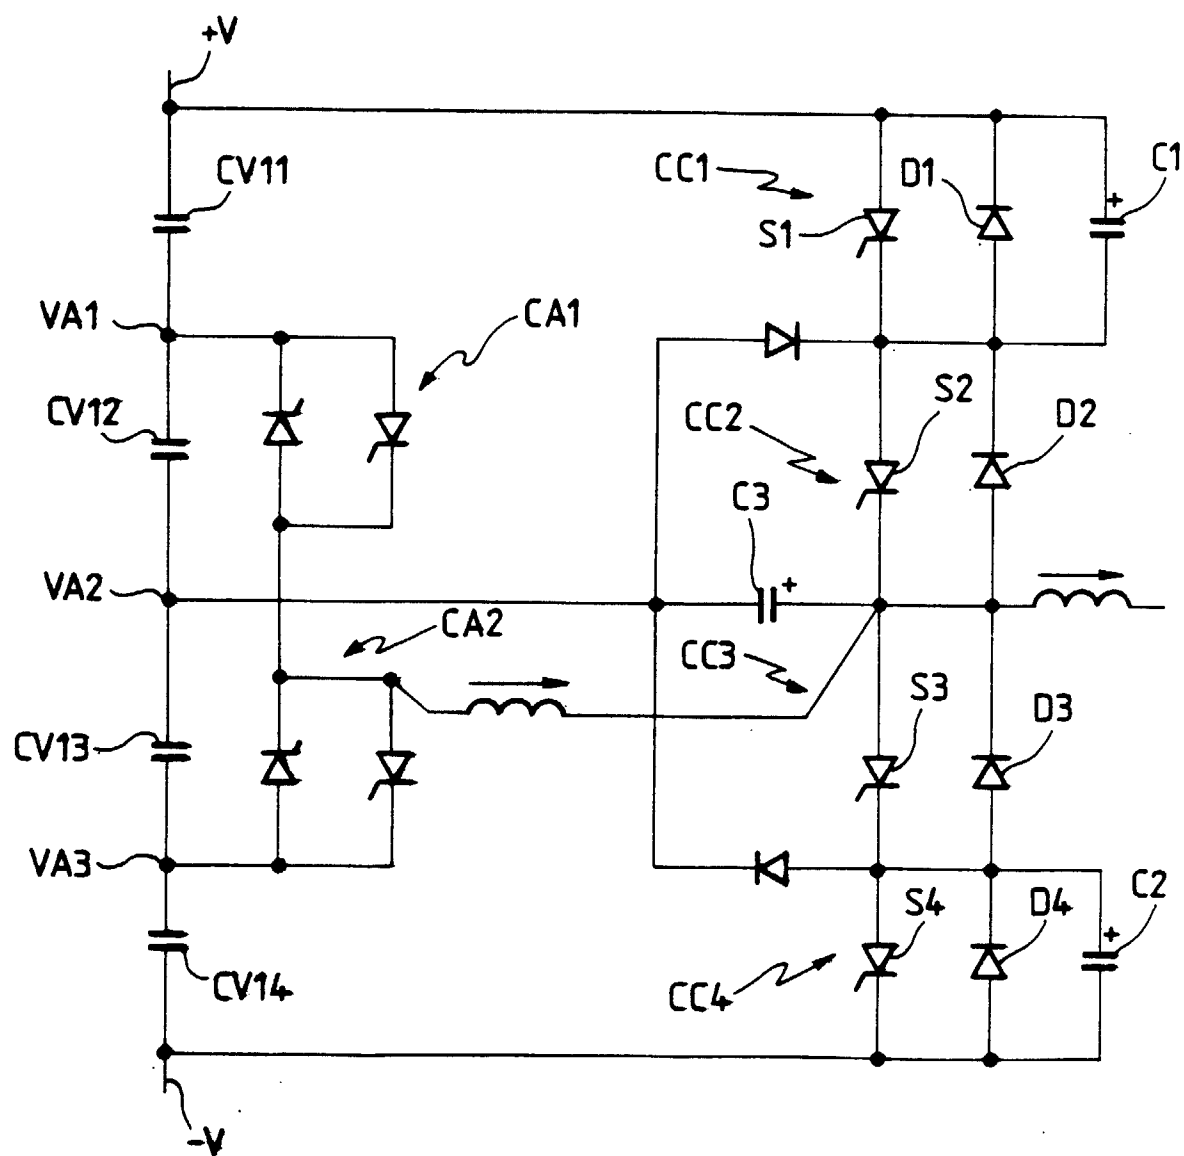 +V
CV11
CC1
D1
C1
+
S1
VA1
CA1
CV12
CC2
S2
D2
C3
+
VA2
CA2
CC3
S3
D3
CV13
VA3
S4
D4
C2
+
CV14
CC4
-V